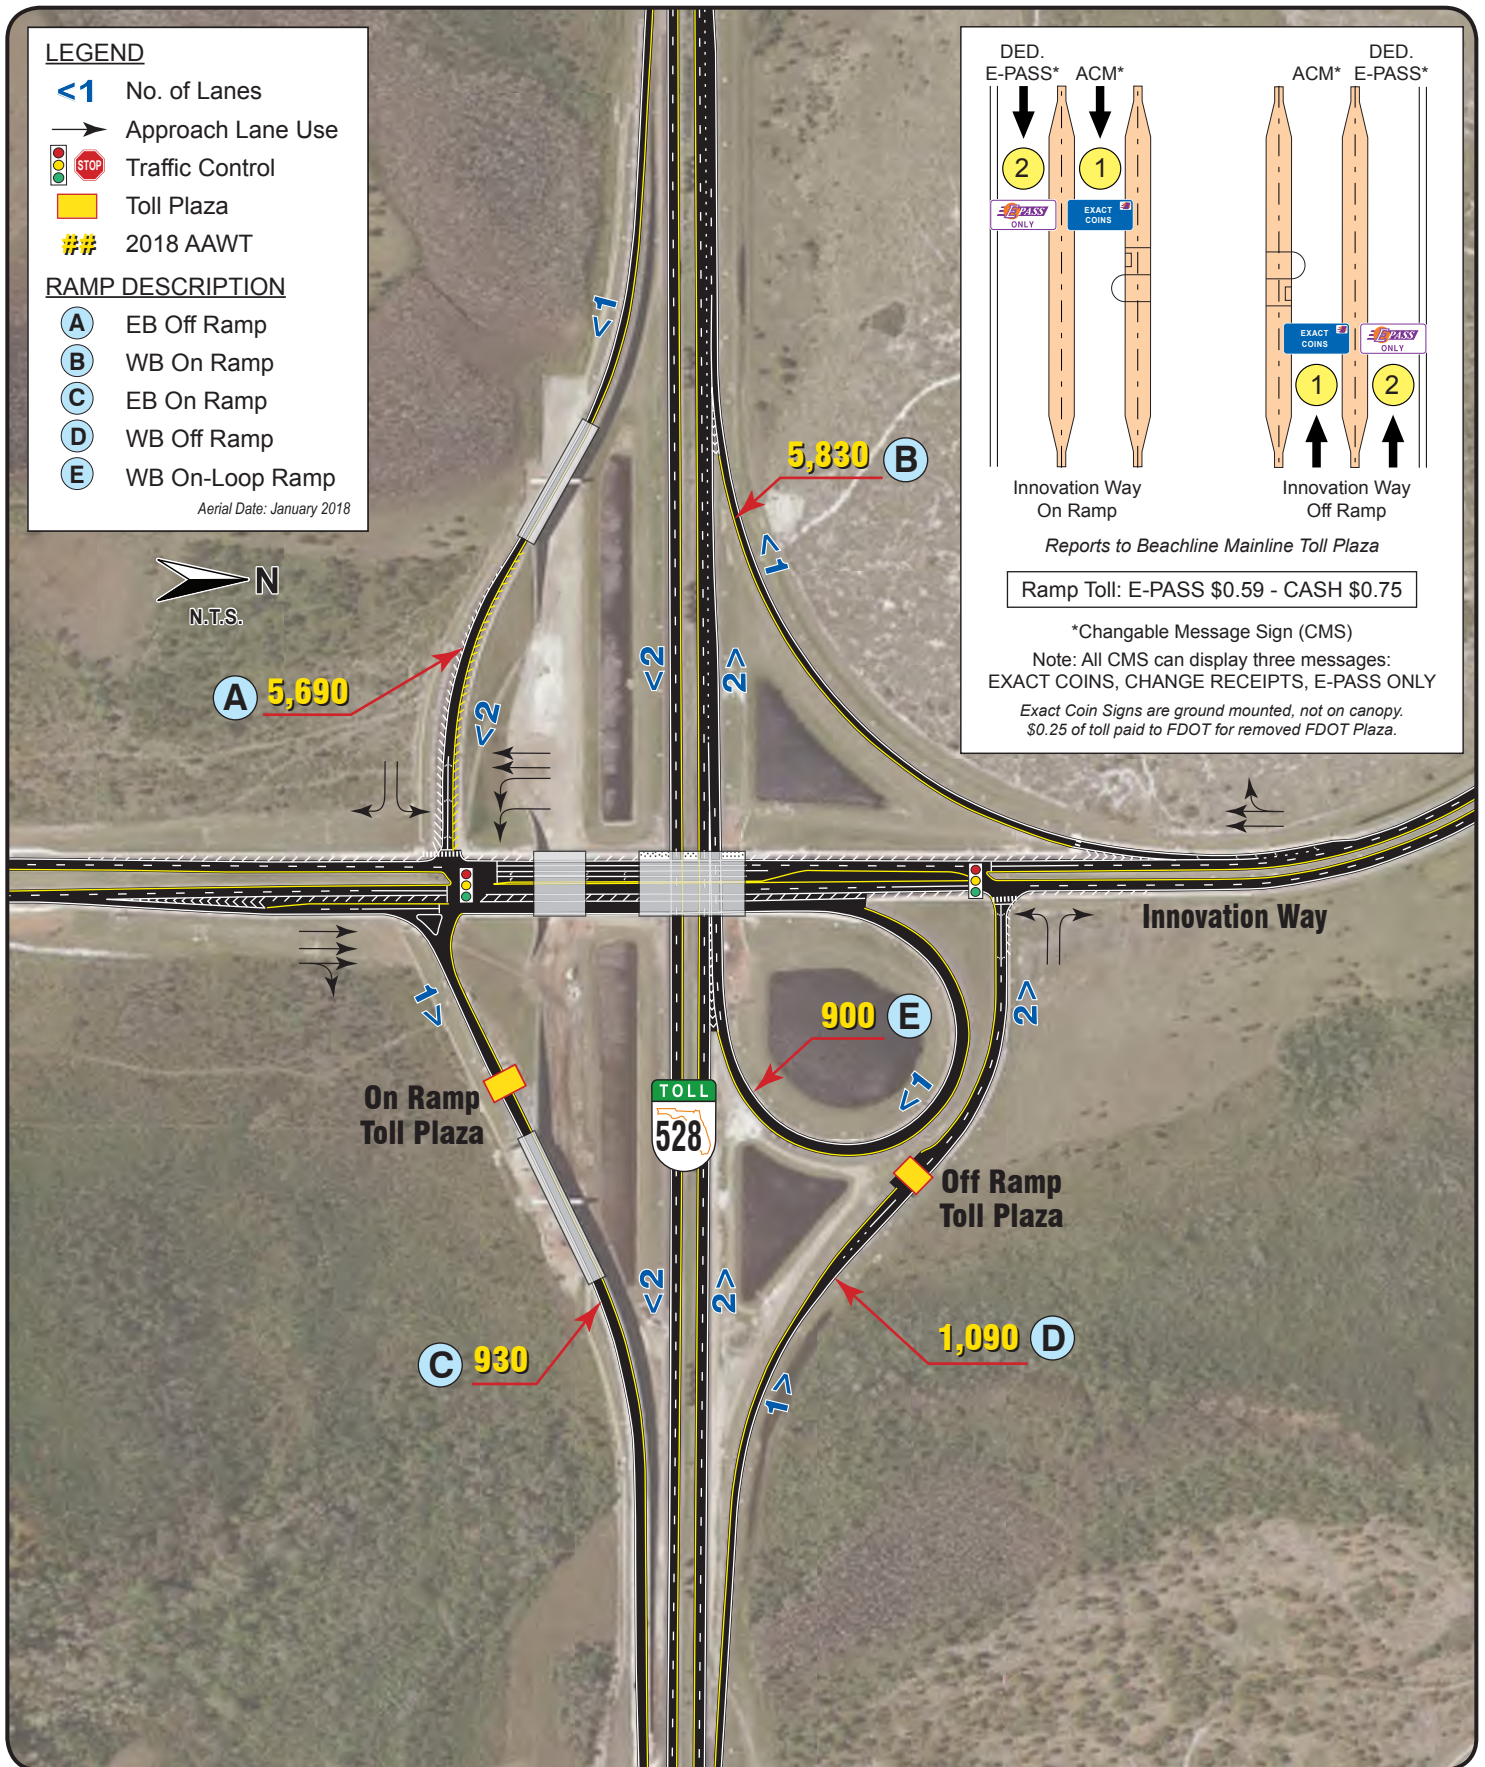 LEGEND
<1 No. of Lanes
Approach Lane Use
STOP Traffic Control
Toll Plaza
## 2018 AAWT
RAMP DESCRIPTION
A EB Off Ramp
B WB On Ramp
C EB On Ramp
D WB Off Ramp
E WB On-Loop Ramp
Aerial Date: January 2018
DED.
E-PASS* ACM*
2 1
E-PASS
ONLY
EXACT
COINS
Innovation Way
On Ramp
DED.
ACM* E-PASS*
EXACT
COINS
E-PASS
ONLY
1 2
Innovation Way
Off Ramp
Reports to Beachline Mainline Toll Plaza
Ramp Toll: E-PASS $0.59 - CASH $0.75
*Changable Message Sign (CMS)
Note: All CMS can display three messages:
EXACT COINS, CHANGE RECEIPTS, E-PASS ONLY
Exact Coin Signs are ground mounted, not on canopy.
$0.25 of toll paid to FDOT for removed FDOT Plaza.
<1
5,830 B
1>
N
N.T.S.
A 5,690
<2
<2
2>
Innovation Way
1>
900 E
2>
<1
On Ramp
Toll Plaza
TOLL
528
Off Ramp
Toll Plaza
<2
2>
C 930
1,090 D
1>